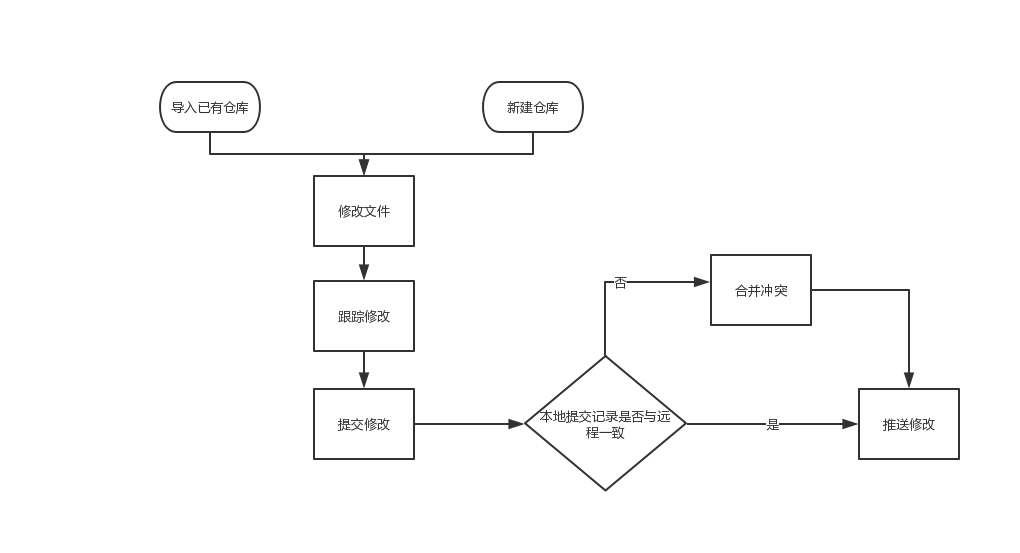 导入已有仓库
新建仓库
修改文件
跟踪修改
提交修改
本地提交记录是否与远
程一致
否
合并冲突
是
推送修改